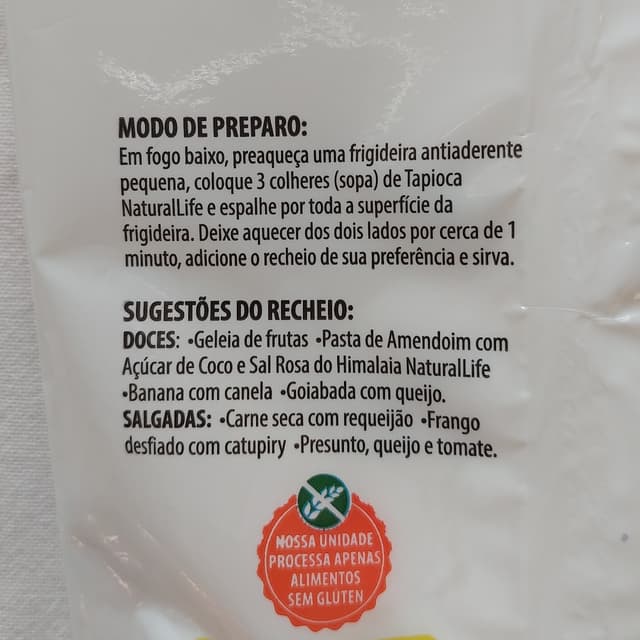 MODO DE PREPARO:
Em fogo baixo, preaqueça uma frigideira antiaderente
pequena, coloque 3 colheres (sopa) de Tapioca
NaturalLife e espalhe por toda a superfície da
frigideira. Deixe aquecer dos dois lados por cerca de 1
minuto, adicione o recheio de sua preferência e sirva.
SUGESTÕES DO RECHEIO:
DOCES: •Geleia de frutas •Pasta de Amendoim com
Açúcar de Coco e Sal Rosa do Himalaia NaturalLife
•Banana com canela •Goiabada com queijo.
SALGADAS: •Carne seca com requeijão •Frango
desfiado com catupiry •Presunto, queijo e tomate.
NOSSA UNIDADE
PROCESSA APENAS
ALIMENTOS
SEM GLÚTEN